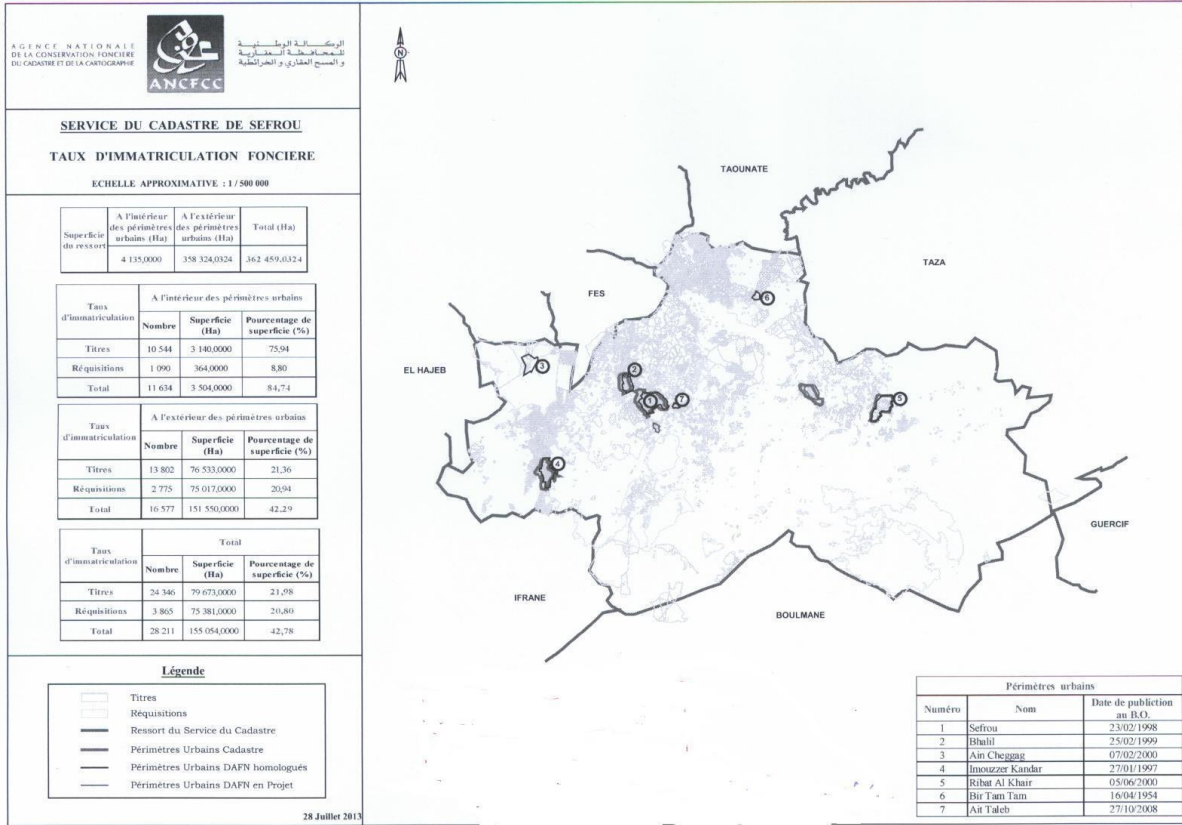 AGENCE NATIONALE
DE LA CONSERVATION FONCIERE
DU CADASTRE ET DE LA CARTOGRAPHIE
ANCFCC
الوكالة الوطنية
للمحافظة العقارية
و المسح العقاري و الخرائطية
SERVICE DU CADASTRE DE SEFROU
TAUX D'IMMATRICULATION FONCIERE
ECHELLE APPROXIMATIVE : 1 / 500 000
Superficie du ressort | A l'intérieur des périmètres urbains (Ha) | A l'extérieur des périmètres urbains (Ha) | Total (Ha)
4 135,0000 | 358 324,0324 | 362 459,0324
Taux d'immatriculation | A l'intérieur des périmètres urbains
Nombre | Superficie (Ha) | Pourcentage de superficie (%)
Titres | 10 544 | 3 140,0000 | 75,94
Réquisitions | 1 090 | 364,0000 | 8,80
Total | 11 634 | 3 504,0000 | 84,74
Taux d'immatriculation | A l'extérieur des périmètres urbains
Nombre | Superficie (Ha) | Pourcentage de superficie (%)
Titres | 13 802 | 76 533,0000 | 21,36
Réquisitions | 2 775 | 75 017,0000 | 20,94
Total | 16 577 | 151 550,0000 | 42,29
Taux d'immatriculation | Total
Nombre | Superficie (Ha) | Pourcentage de superficie (%)
Titres | 24 346 | 79 673,0000 | 21,98
Réquisitions | 3 865 | 75 381,0000 | 20,80
Total | 28 211 | 155 054,0000 | 42,78
Légende
Titres
Réquisitions
Ressort du Service du Cadastre
Périmètres Urbains Cadastre
Périmètres Urbains DAFN homologués
Périmètres Urbains DAFN en Projet
28 Juillet 2013
N
TAOUNATE
TAZA
FES
6
EL HAJEB
3
2
1
7
5
4
GUERCIF
IFRANE
BOULMANE
Périmètres urbains
Numéro | Nom | Date de publiction au B.O.
1 | Sefrou | 23/02/1998
2 | Bhalil | 25/02/1999
3 | Ain Cheggag | 07/02/2000
4 | Imouzzer Kandar | 27/01/1997
5 | Ribat Al Khair | 05/06/2000
6 | Bir Tam Tam | 16/04/1954
7 | Ait Taleb | 27/10/2008